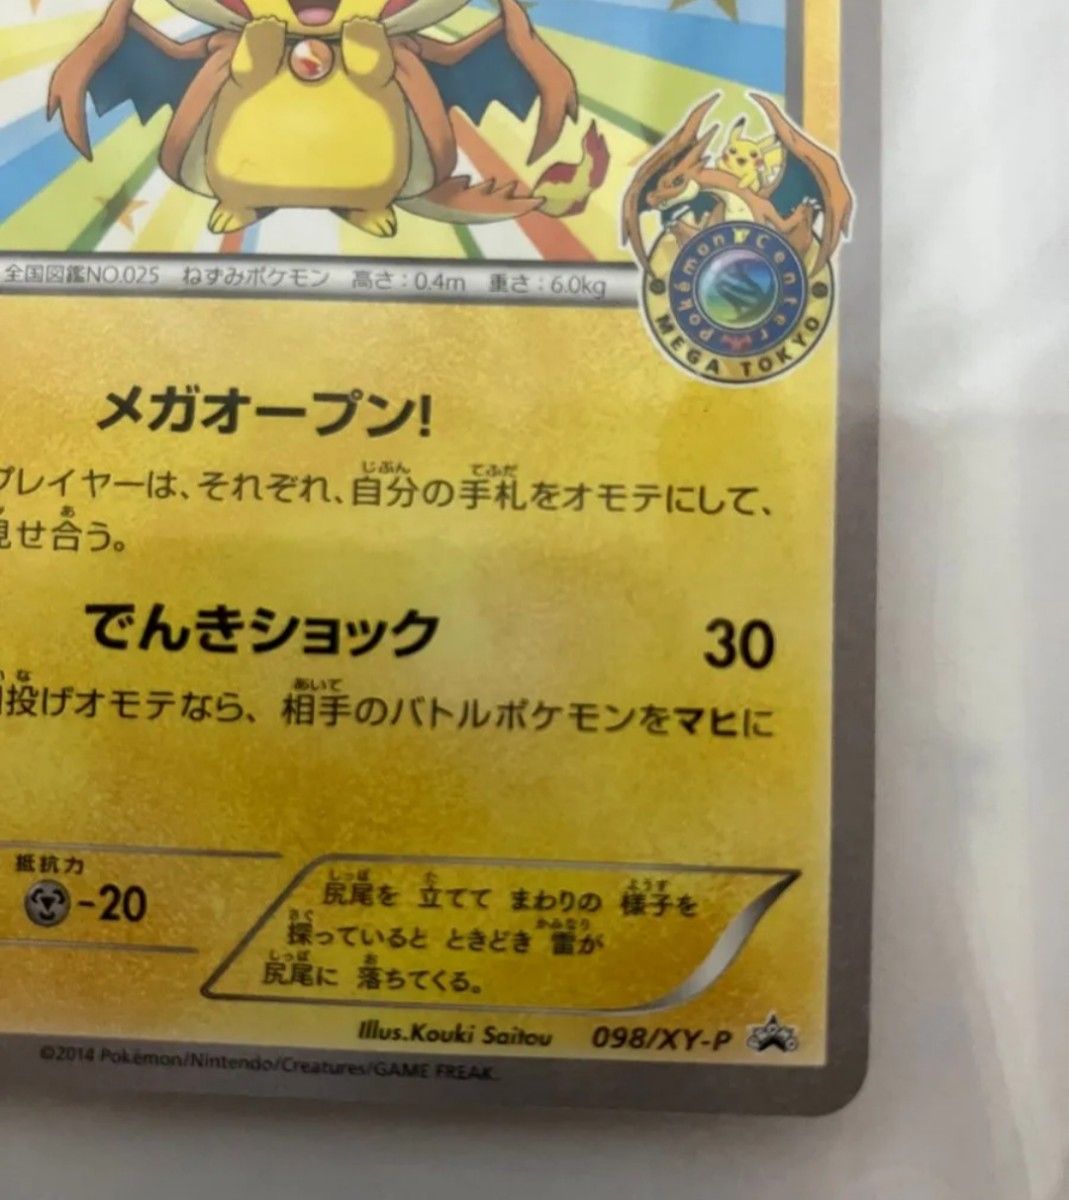 全国図鑑NO.025 ねずみポケモン 高さ:0.4m 重さ:6.0kg
Pokémon Center
MEGA TOKYO
メガオープン!
プレイヤーは、それぞれ、自分の手札をオモテにして、
見せ合う。
でんきショック 30
投げオモテなら、相手のバトルポケモンをマヒに
抵抗力
-20
尻尾を 立てて まわりの 様子を
探っていると ときどき 雷が
尻尾に 落ちてくる。
Illus.Kouki Saitou 098/XY-P
©2014 Pokémon/Nintendo/Creatures/GAME FREAK.